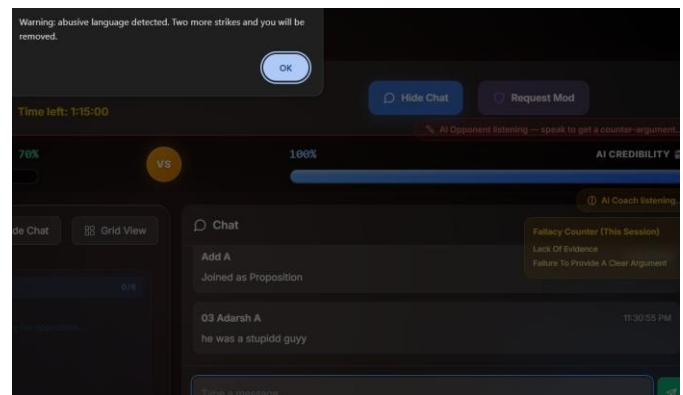 Warning: abusive language detected. Two more strikes and you will be
removed.
OK
Time left: 1:15:00
Hide Chat
Request Mod
AI Opponent listening — speak to get a counter-argument...
70%
VS
100%
AI CREDIBILITY
AI Coach listening...
de Chat
Grid View
Chat
Fallacy Counter (This Session)
Lack Of Evidence
Failure To Provide A Clear Argument
Add A
Joined as Proposition
0/6
03 Adarsh A
11:30:55 PM
he was a stupidd guyy
Type a message